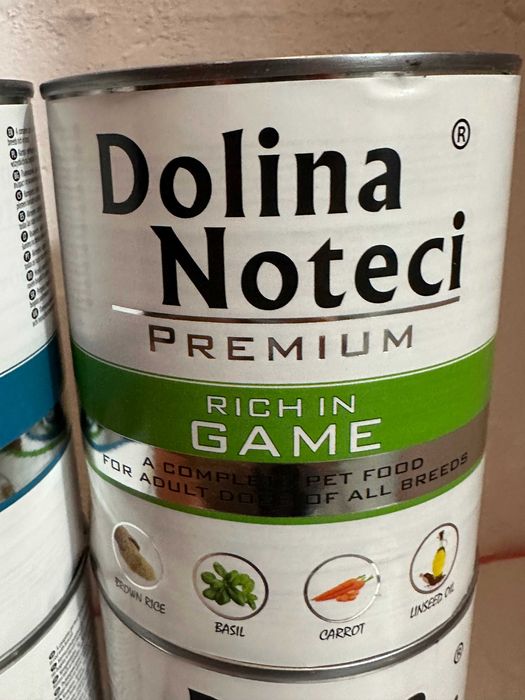 Dolina®
Noteci
PREMIUM
RICH IN
GAME
A COMPLETE PET FOOD
FOR ADULT DOGS OF ALL BREEDS
BROWN RICE
BASIL
CARROT
LINSEED OIL